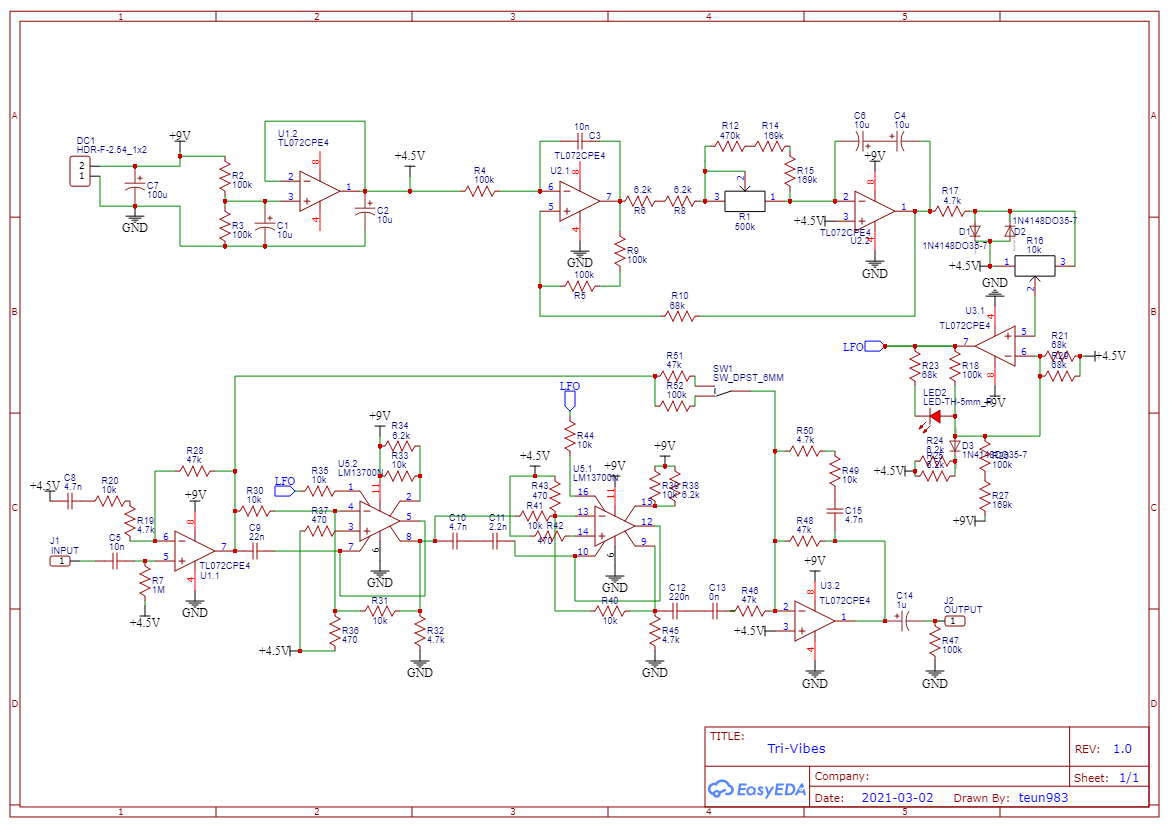 1
2
3
4
5
A
A
B
B
C
C
D
D
1
2
3
4
5
DC1
HDR-F-2.54_1x2
2
1
+9V
C7
100u
GND
R2
100k
R3
100k
C1
10u
U1.2
TL072CPE4
8
2
3
1
4
C2
10u
+4.5V
R4
100k
10n
C3
TL072CPE4
U2.1
8
6
5
7
4
GND
100k
R5
R9
100k
6.2k
R6
6.2k
R8
R10
68k
R12
470k
R14
169k
R15
169k
2
3
1
R1
500k
C6
10u
C4
10u
+9V
8
2
3
1
+4.5V
TL072CPE4
U2.2
4
GND
R17
4.7k
D1
1N4148DO35-7
1N4148DO35-7
D2
R16
10k
+4.5V
1
3
2
GND
4
U3.1
TL072CPE4
5
6
7
8
+9V
LFO
R21
68k
68k
+4.5V
R23
68k
R18
100k
LED2
LED-TH-5mm_R
D3
1N4148DO35-7
R24
6.2k
6.2k
+4.5V
100k
R27
169k
+9V
R51
47k
R52
100k
SW1
SW_DPST_6MM
+4.5V
C8
4.7n
R20
10k
R19
4.7k
R28
47k
+9V
8
6
5
7
4
TL072CPE4
U1.1
GND
J1
INPUT
1
C5
10n
R7
1M
+4.5V
R30
10k
C9
22n
LFO
R35
10k
R37
470
U5.2
LM13700N
+9V
R34
6.2k
R33
10k
11
1
4
3
7
2
5
8
6
GND
R31
10k
R36
470
+4.5V
R32
4.7k
GND
C10
4.7n
C11
2.2n
LFO
R44
10k
+4.5V
R43
470
R41
10k
R42
470
U5.1
LM13700N
+9V
11
16
13
14
10
15
12
9
6
GND
+9V
10k
R38
6.2k
R40
10k
R45
4.7k
GND
C12
220n
C13
0n
R46
47k
R50
4.7k
R49
10k
C15
4.7n
R48
47k
+9V
8
U3.2
TL072CPE4
2
3
1
4
+4.5V
GND
C14
1u
J2
OUTPUT
1
R47
100k
GND
TITLE:
Tri-Vibes
REV: 1.0
EasyEDA
Company:
Sheet: 1/1
Date: 2021-03-02 Drawn By: teun983